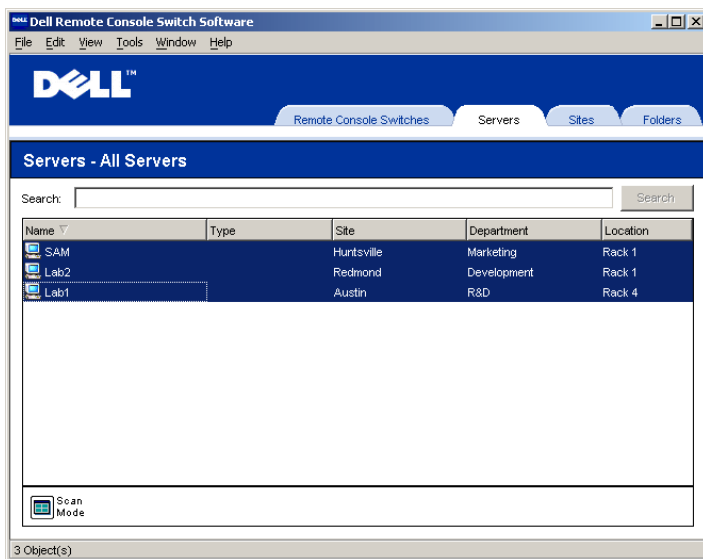 DELL Dell Remote Console Switch Software
File Edit View Tools Window Help
DELL™
Remote Console Switches Servers Sites Folders
Servers - All Servers
Search: Search
Name Type Site Department Location
SAM Huntsville Marketing Rack 1
Lab2 Redmond Development Rack 1
Lab1 Austin R&D Rack 4
Scan
Mode
3 Object(s)